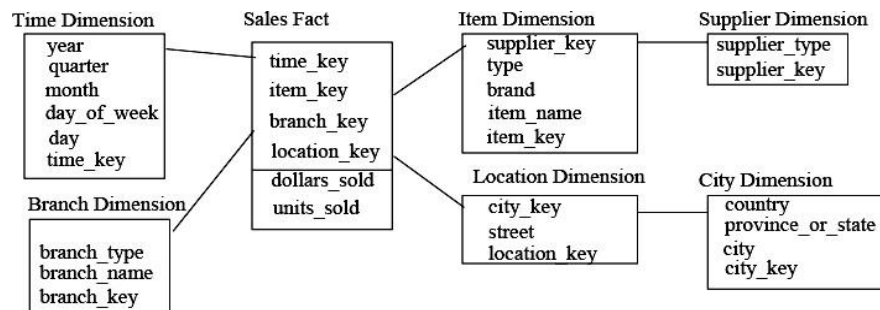 Time Dimension
year
quarter
month
day_of_week
day
time_key
Branch Dimension
branch_type
branch_name
branch_key
Sales Fact
time_key
item_key
branch_key
location_key
dollars_sold
units_sold
Item Dimension
supplier_key
type
brand
item_name
item_key
Location Dimension
city_key
street
location_key
Supplier Dimension
supplier_type
supplier_key
City Dimension
country
province_or_state
city
city_key